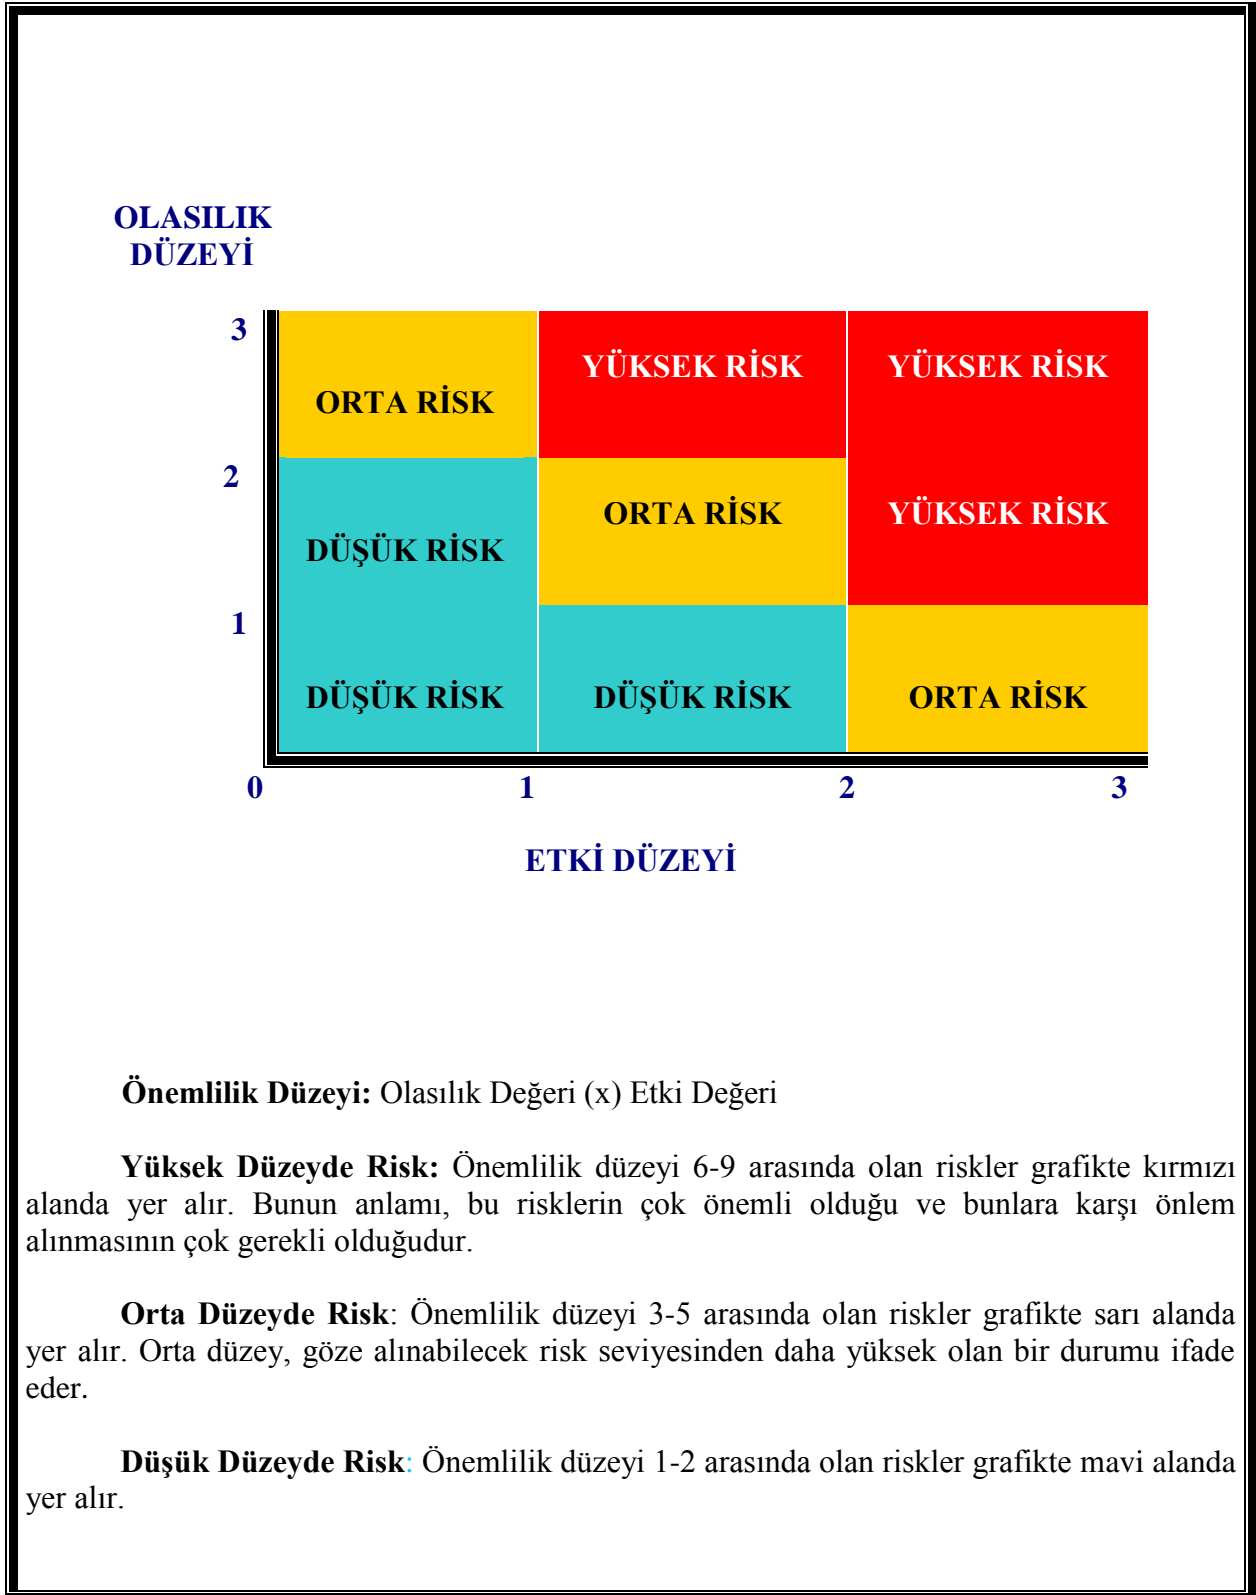 OLASILIK
DÜZEYİ
3
YÜKSEK RİSK
YÜKSEK RİSK
ORTA RİSK
2
ORTA RİSK
YÜKSEK RİSK
DÜŞÜK RİSK
1
DÜŞÜK RİSK
DÜŞÜK RİSK
ORTA RİSK
0
1
2
3
ETKİ DÜZEYİ
Önemlilik Düzeyi: Olasılık Değeri (x) Etki Değeri
Yüksek Düzeyde Risk: Önemlilik düzeyi 6-9 arasında olan riskler grafikte kırmızı
alanda yer alır. Bunun anlamı, bu risklerin çok önemli olduğu ve bunlara karşı önlem
alınmasının çok gerekli olduğudur.
Orta Düzeyde Risk: Önemlilik düzeyi 3-5 arasında olan riskler grafikte sarı alanda
yer alır. Orta düzey, göze alınabilecek risk seviyesinden daha yüksek olan bir durumu ifade
eder.
Düşük Düzeyde Risk: Önemlilik düzeyi 1-2 arasında olan riskler grafikte mavi alanda
yer alır.